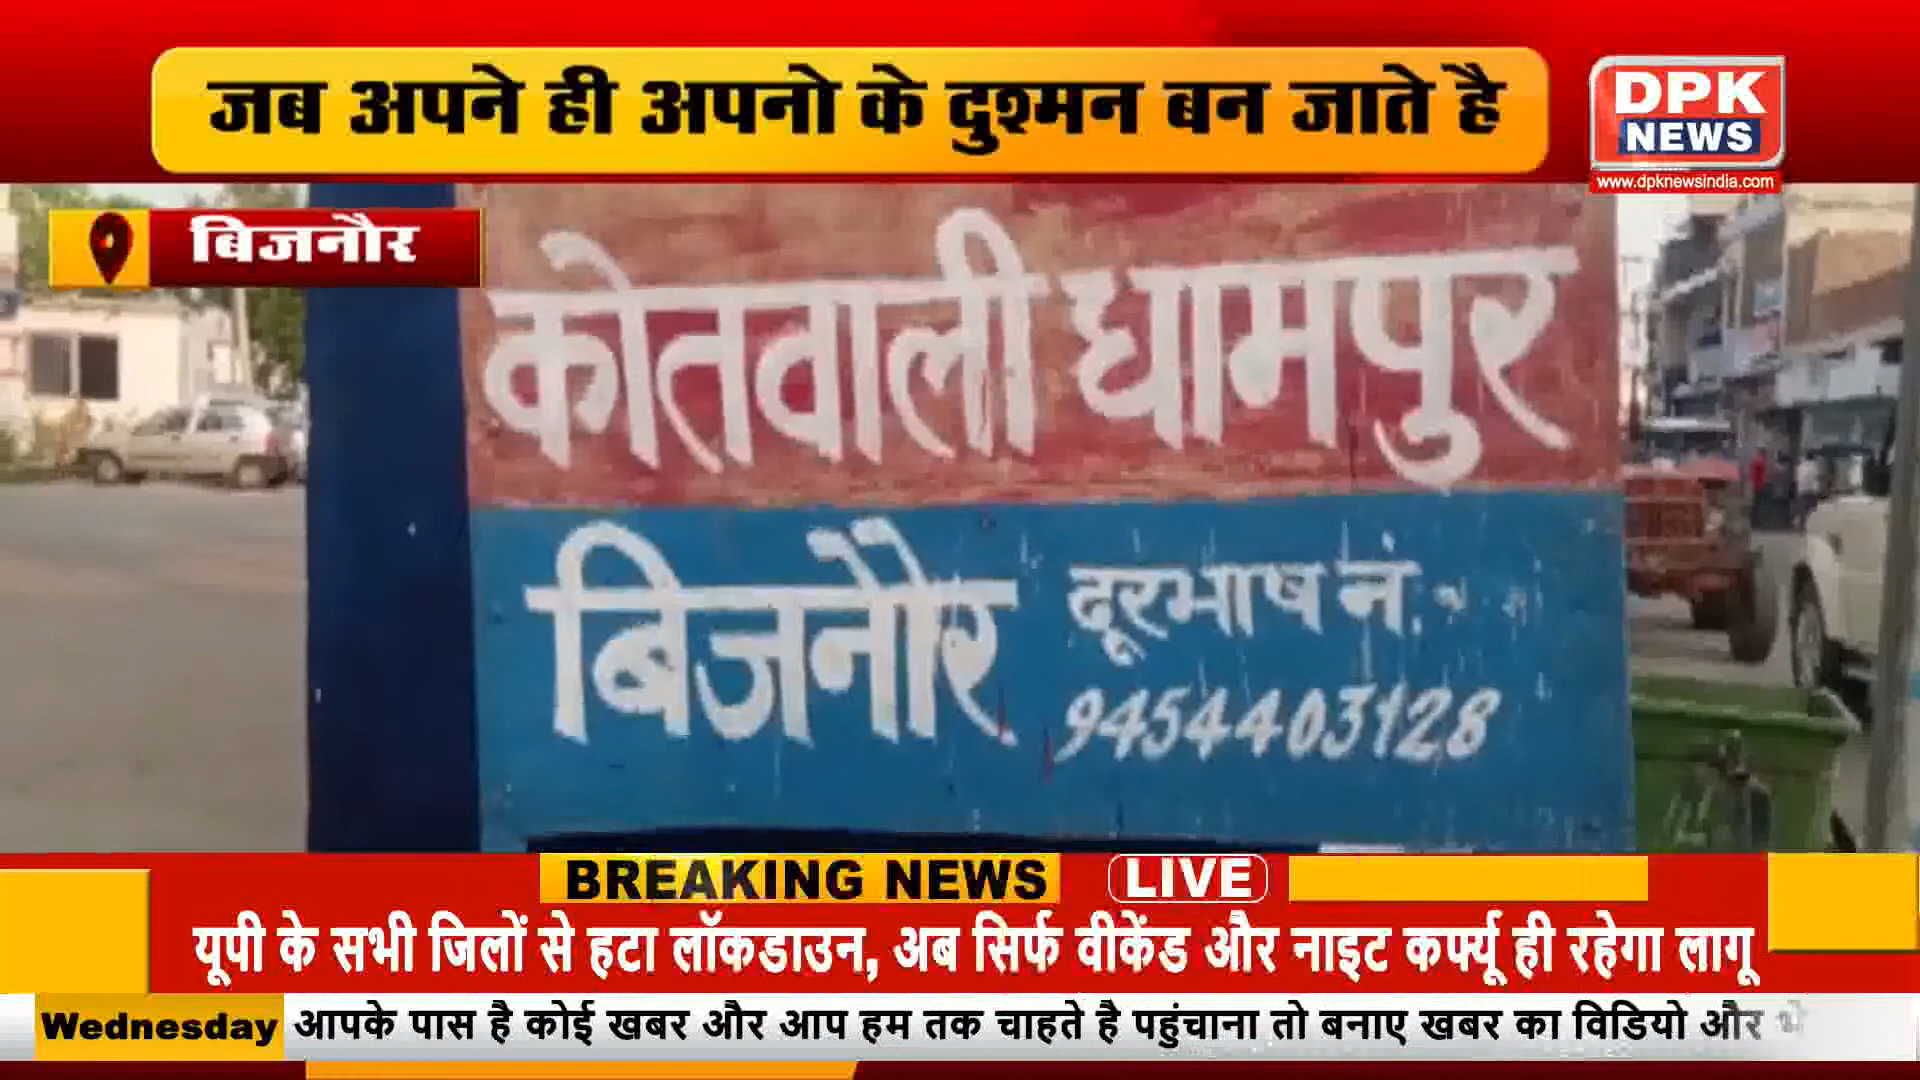 जब अपने ही अपनो के दुश्मन बन जाते है
DPK
NEWS
www.dpknewsindia.com
बिजनौर
कोतवाली धामपुर
बिजनौर दूरभाष नं.
9454403128
BREAKING NEWS LIVE
यूपी के सभी जिलों से हटा लॉकडाउन, अब सिर्फ वीकेंड और नाइट कर्फ्यू ही रहेगा लागू
Wednesday आपके पास है कोई खबर और आप हम तक चाहते है पहुंचाना तो बनाए खबर का विडियो और